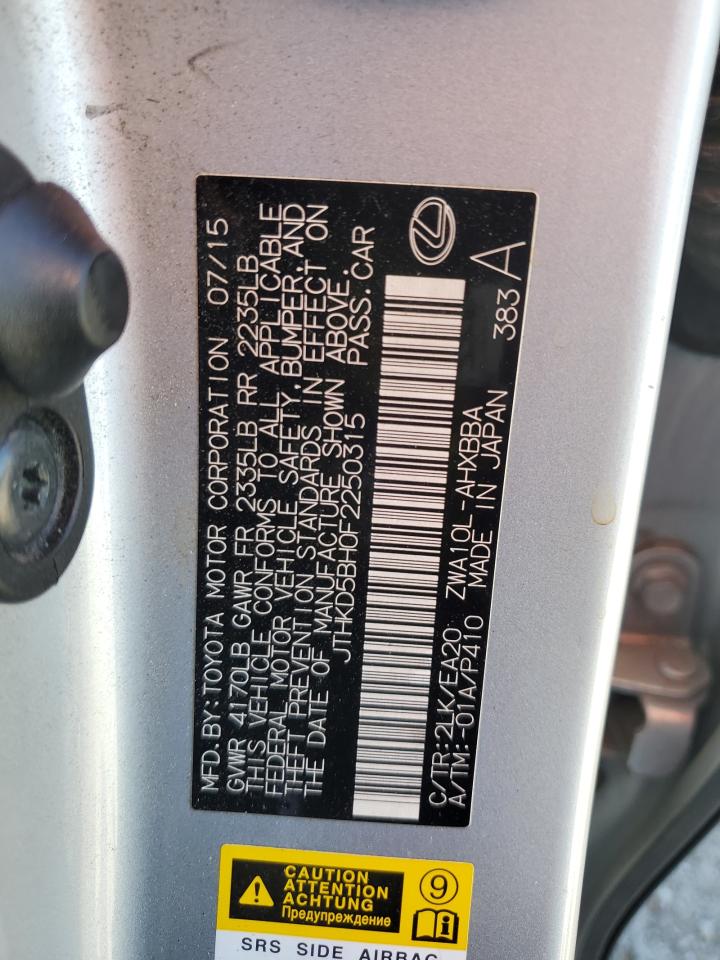 MFD.BY:TOYOTA MOTOR CORPORATION 07/15
GVWR 4170LB GAWR FR 2335LB RR 2235LB
THIS VEHICLE CONFORMS TO ALL APPLICABLE
FEDERAL MOTOR VEHICLE SAFETY,BUMPER,AND
THEFT PREVENTION STANDARDS IN EFFECT ON
THE DATE OF MANUFACTURE SHOWN ABOVE.
JTHKD5BH0F2250315 PASS.CAR
C/TR:2LK/EA20 ZWA10L-AHXBBA 383 A
A/TM:-01A/P410 MADE IN JAPAN
CAUTION
ATTENTION
ACHTUNG
Предупреждение
9
i
SRS SIDE AIRBAG